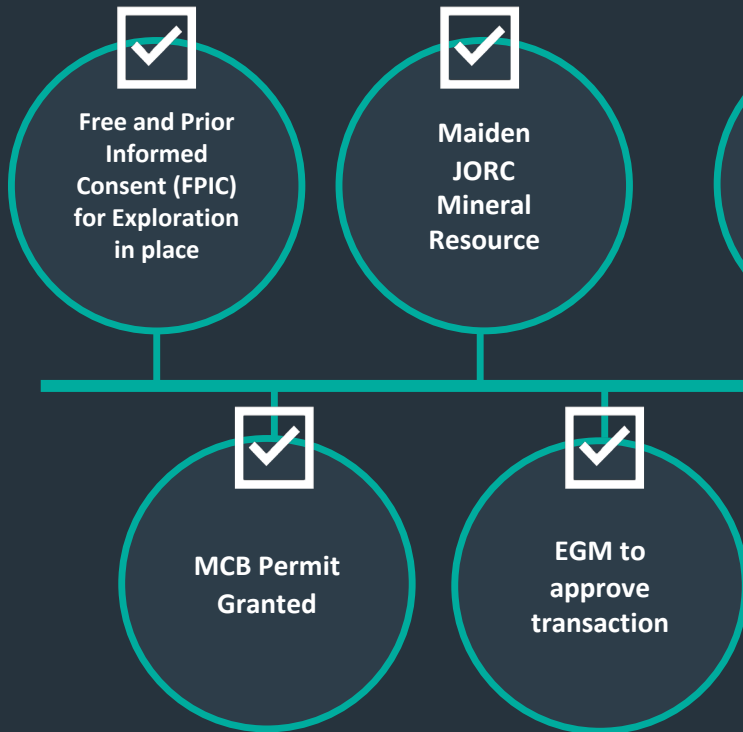 Free and Prior
Informed
Consent (FPIC)
for Exploration
in place
Maiden
JORC
Mineral
Resource
MCB Permit
Granted
EGM to
approve
transaction